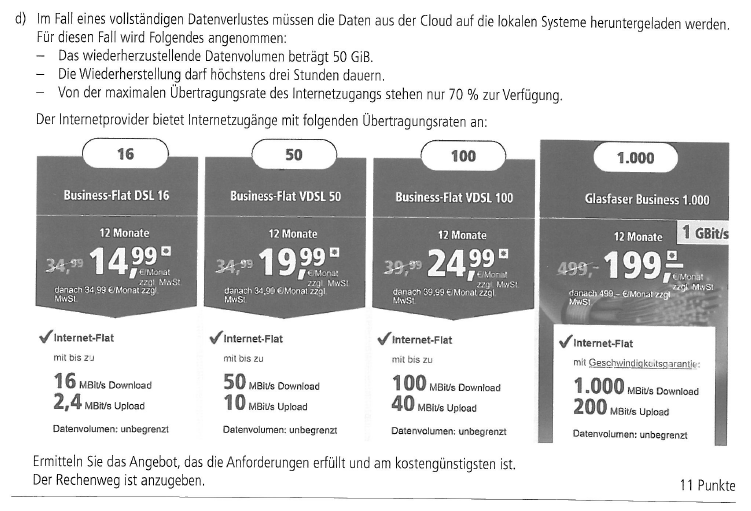 d) Im Fall eines vollständigen Datenverlustes müssen die Daten aus der Cloud auf die lokalen Systeme heruntergeladen werden.
Für diesen Fall wird Folgendes angenommen:
– Das wiederherzustellende Datenvolumen beträgt 50 GiB.
– Die Wiederherstellung darf höchstens drei Stunden dauern.
– Von der maximalen Übertragungsrate des Internetzugangs stehen nur 70 % zur Verfügung.
Der Internetprovider bietet Internetzugänge mit folgenden Übertragungsraten an:
16
Business-Flat DSL 16
12 Monate
34,99 14,99
€/Monat
zzgl. MwSt.
danach 34,99 €/Monat zzgl.
MwSt.
Internet-Flat
mit bis zu
16 MBit/s Download
2,4 MBit/s Upload
Datenvolumen: unbegrenzt
50
Business-Flat VDSL 50
12 Monate
34,99 19,99
€/Monat
zzgl. MwSt.
danach 34,99 €/Monat zzgl.
MwSt.
Internet-Flat
mit bis zu
50 MBit/s Download
10 MBit/s Upload
Datenvolumen: unbegrenzt
100
Business-Flat VDSL 100
12 Monate
39,99 24,99
€/Monat
zzgl. MwSt.
danach 39,99 €/Monat zzgl.
MwSt.
Internet-Flat
mit bis zu
100 MBit/s Download
40 MBit/s Upload
Datenvolumen: unbegrenzt
1.000
Glasfaser Business 1.000
12 Monate 1 GBit/s
499,- 199,-
€/Monat
zzgl. MwSt
danach 499,– €/Monat zzgl.
MwSt.
Internet-Flat
mit Geschwindigkeitsgarantie:
1.000 MBit/s Download
200 MBit/s Upload
Datenvolumen: unbegrenzt
Ermitteln Sie das Angebot, das die Anforderungen erfüllt und am kostengünstigsten ist.
Der Rechenweg ist anzugeben.
11 Punkte